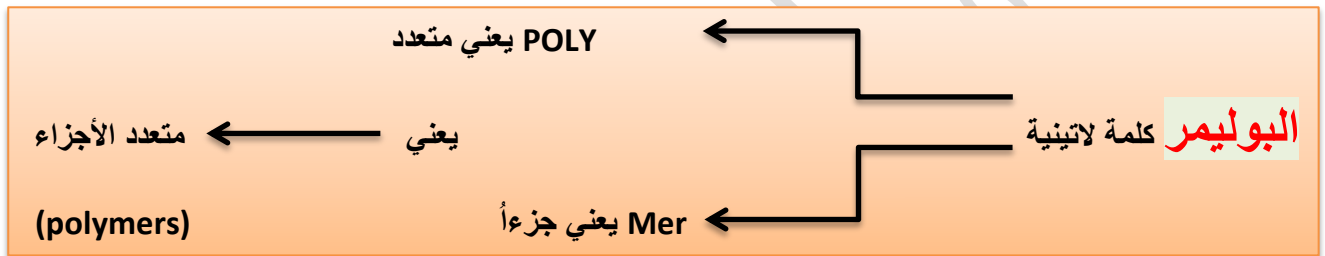 POLY يعني متعدد
البوليمر كلمة لاتينية
يعني
متعدد الأجزاء
Mer يعني جزءاُ
(polymers)